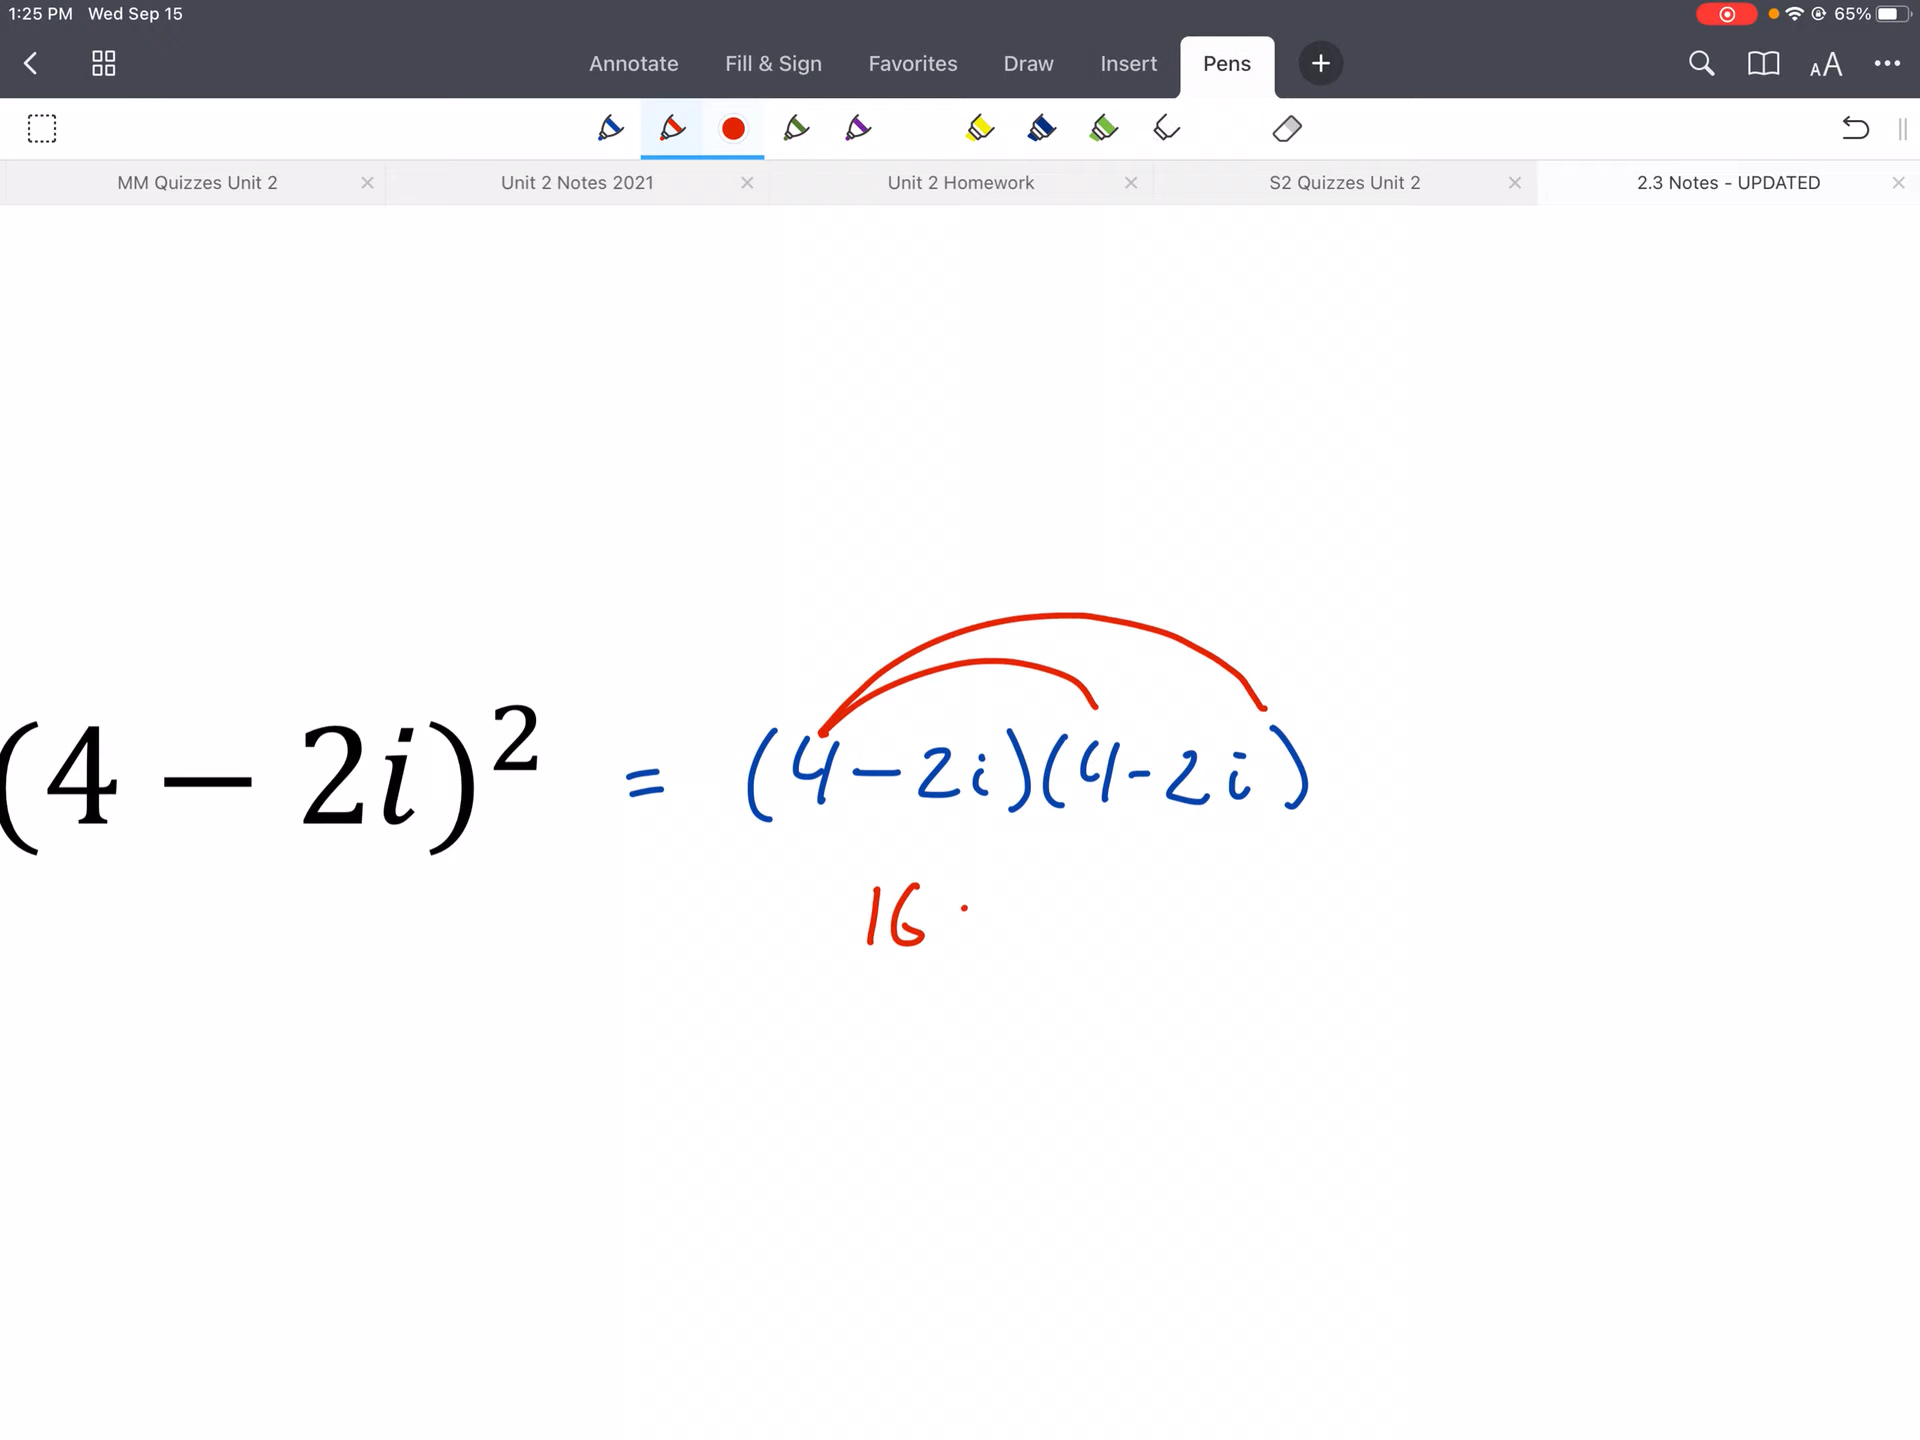 1:25 PM Wed Sep 15 65%
Annotate Fill & Sign Favorites Draw Insert Pens +
AA
MM Quizzes Unit 2 × Unit 2 Notes 2021 × Unit 2 Homework × S2 Quizzes Unit 2 × 2.3 Notes - UPDATED ×
(4 − 2i)² = (4-2i)(4-2i)
16 ·